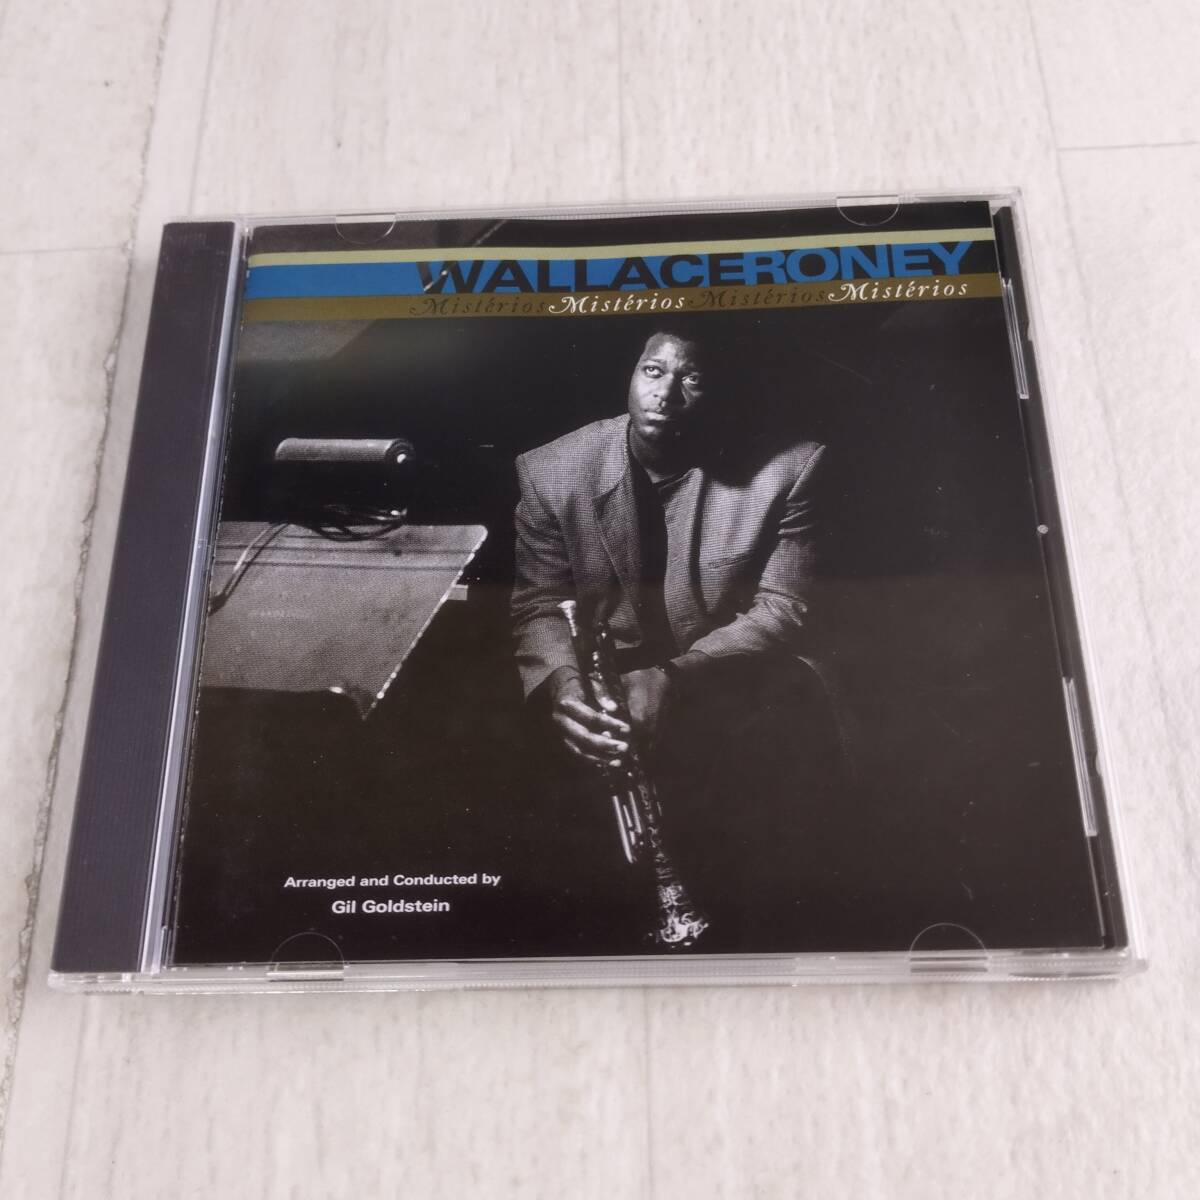 WALLACERONEY
Mistérios Mistérios Mistérios Mistérios
Arranged and Conducted by
Gil Goldstein